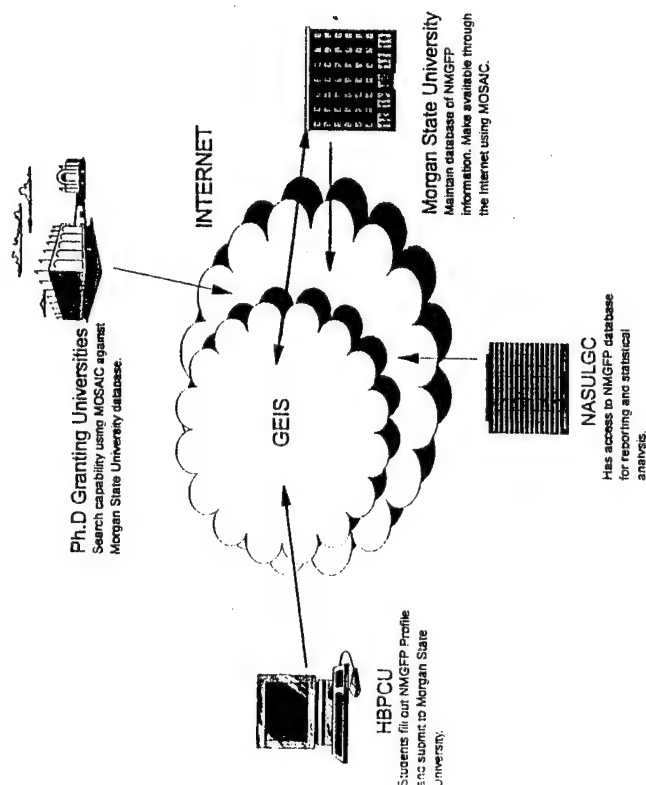 Ph.D Granting Universities
Search capability using MOSAIC against
Morgan State University database.
INTERNET
Morgan State University
Maintain database of NMGFP
information. Make available through
the Internet using MOSAIC.
GEIS
HBPCU
Students fill out NMGFP Profile
and submit to Morgan State
University.
NASULGC
Has access to NMGFP database
for reporting and statistical
analysis.